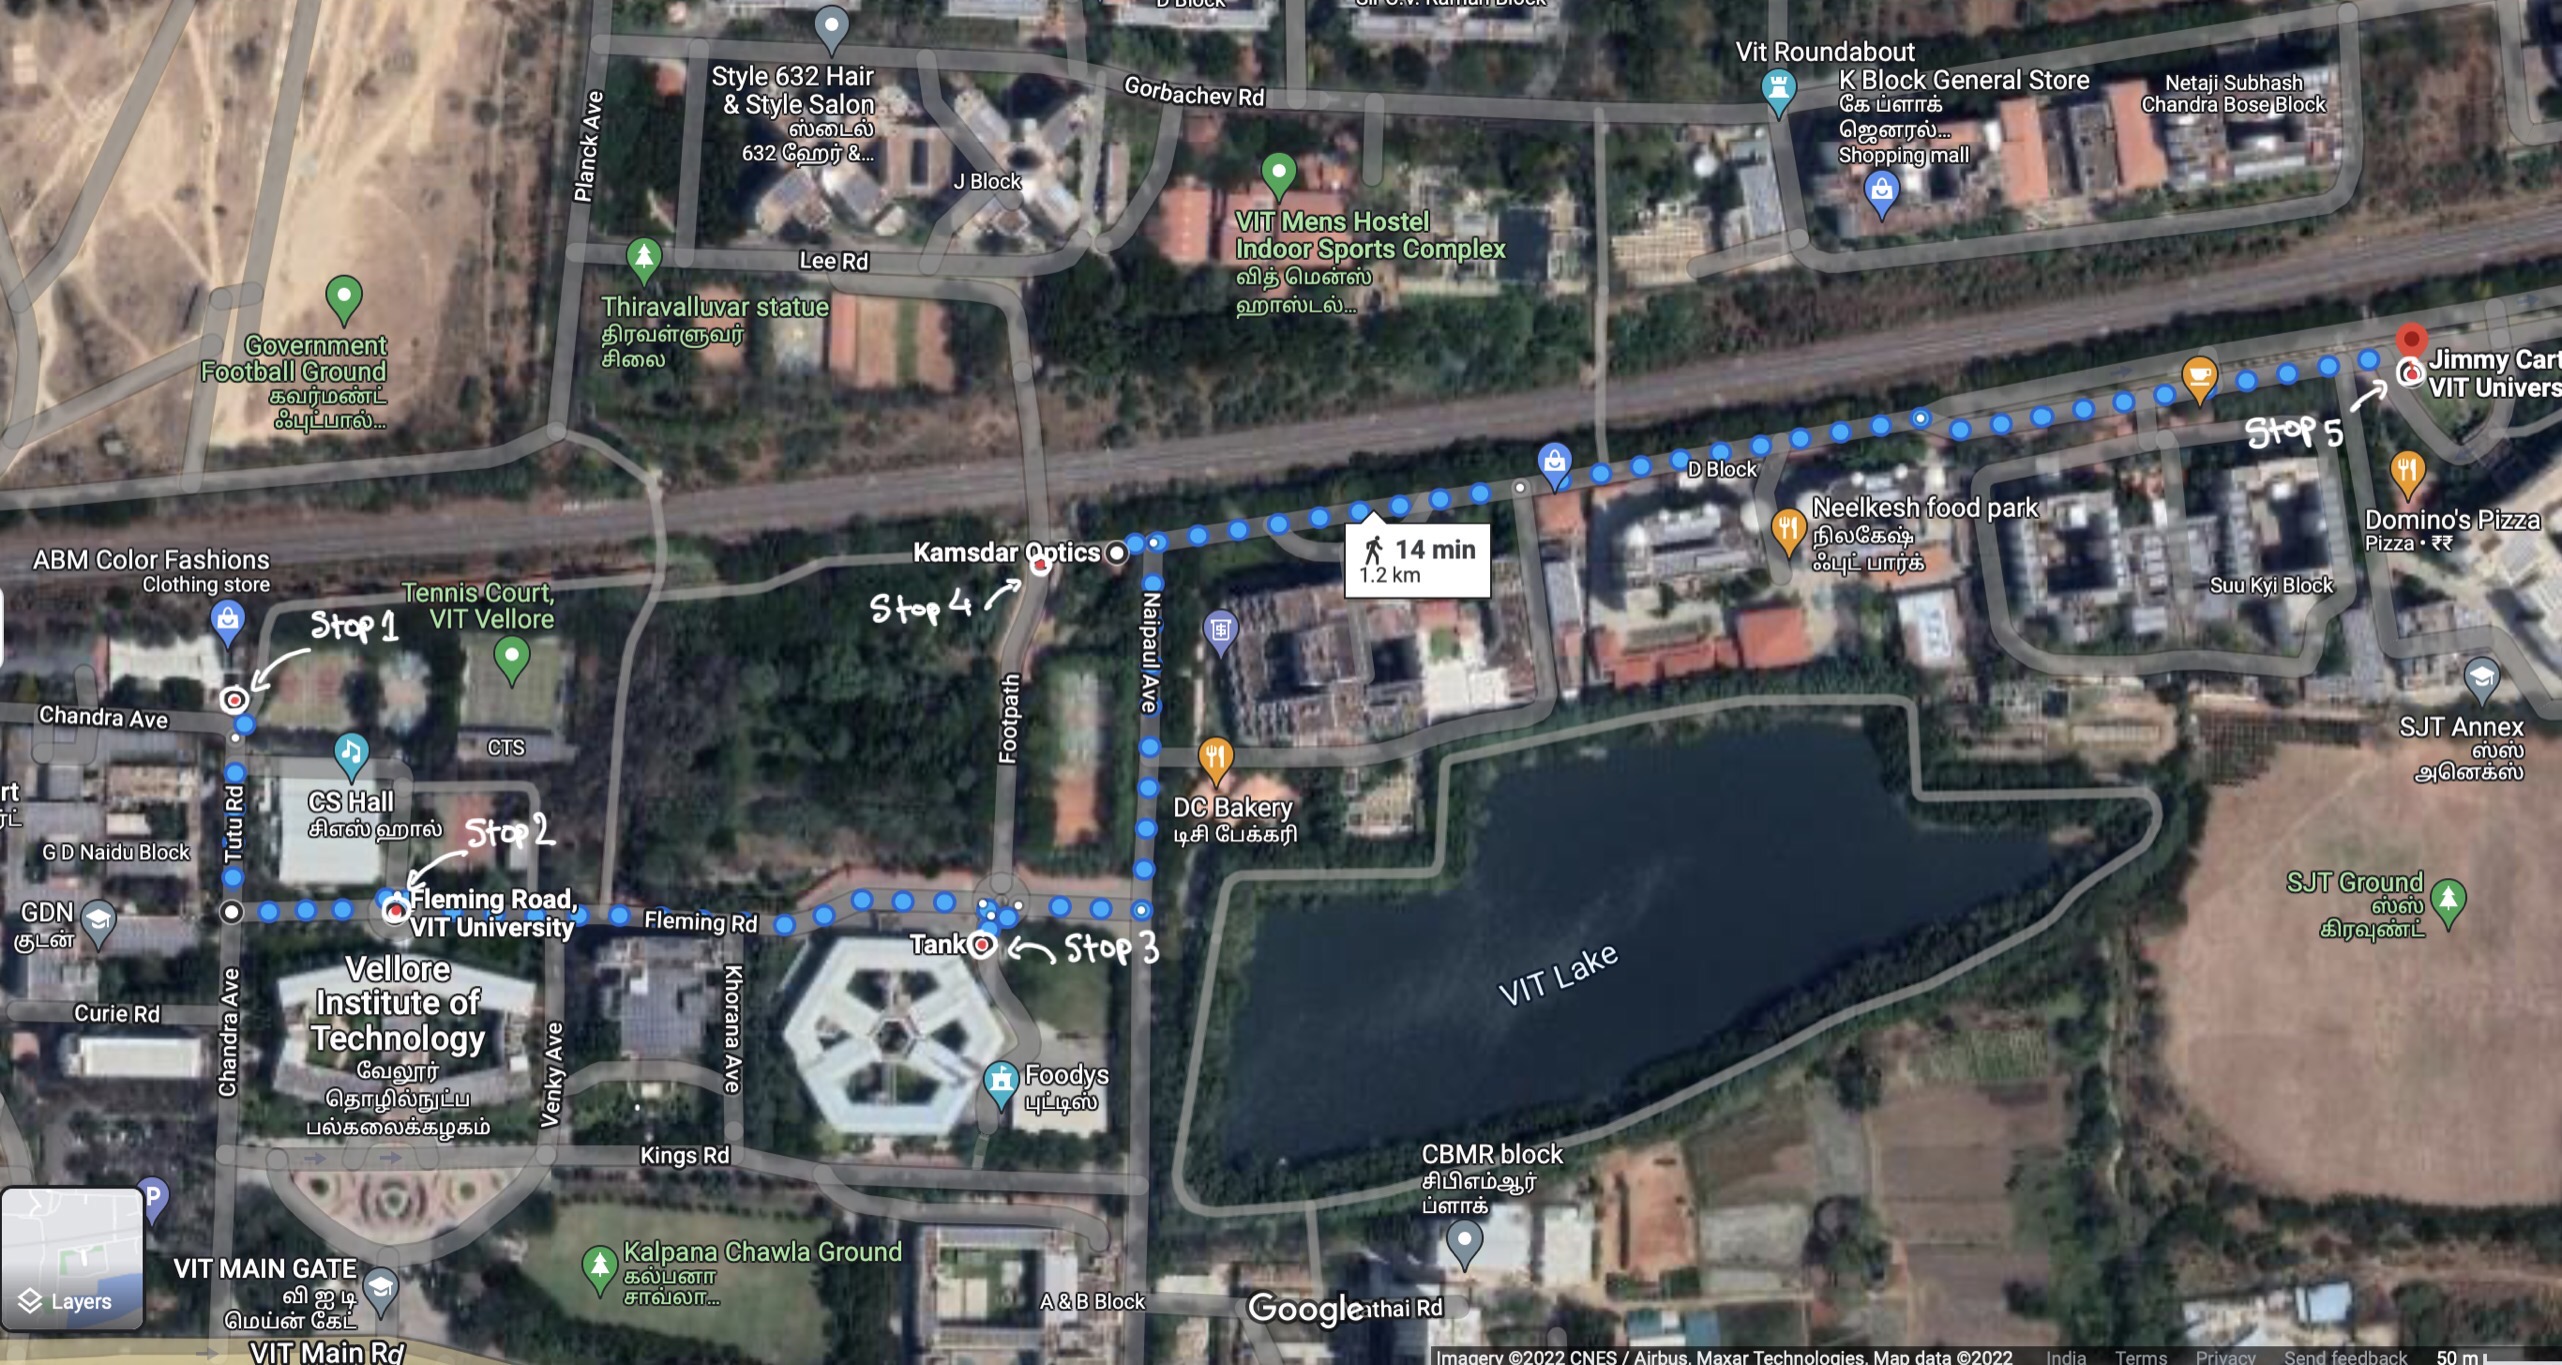 D Block
Sir C.V. Raman Block
Style 632 Hair
& Style Salon
ஸ்டைல்
632 ஹேர் &...
Planck Ave
Gorbachev Rd
J Block
Vit Roundabout
K Block General Store
கே ப்ளாக்
ஜெனரல்...
Shopping mall
Netaji Subhash
Chandra Bose Block
VIT Mens Hostel
Indoor Sports Complex
வித் மென்ஸ்
ஹாஸ்டல்...
Lee Rd
Thiravalluvar statue
திரவள்ளுவர்
சிலை
Government
Football Ground
கவர்மண்ட்
ஃபுட்பால்...
Jimmy Cart
VIT Univers
Stop 5
D Block
Neelkesh food park
நிலகேஷ்
ஃபுட் பார்க்
Domino's Pizza
Pizza • ₹₹
Suu Kyi Block
Kamsdar Optics
14 min
1.2 km
Stop 4
ABM Color Fashions
Clothing store
Stop 1
Tennis Court,
VIT Vellore
Naipaul Ave
Footpath
Chandra Ave
CTS
SJT Annex
ஸ்ஸ்
அனெக்ஸ்
CS Hall
சிஎஸ் ஹால்
Tutu Rd
Stop 2
rt
G D Naidu Block
DC Bakery
டிசி பேக்கரி
GDN
குடன்
Fleming Road,
VIT University
Fleming Rd
Tank
Stop 3
SJT Ground
ஸ்ஸ்
கிரவுண்ட்
VIT Lake
Vellore
Institute of
Technology
வேலூர்
தொழில்நுட்ப
பல்கலைக்கழகம்
Curie Rd
Chandra Ave
Venky Ave
Khorana Ave
Foodys
புட்டிஸ்
Kings Rd
CBMR block
சிபிஎம்ஆர்
ப்ளாக்
P
VIT MAIN GATE
வி ஐ டி
மெய்ன் கேட்
Kalpana Chawla Ground
கல்பனா
சாவ்லா...
A & B Block
Google
athai Rd
Layers
VIT Main Rd
Imagery ©2022 CNES / Airbus, Maxar Technologies, Map data ©2022 India Terms Privacy Send feedback 50 m